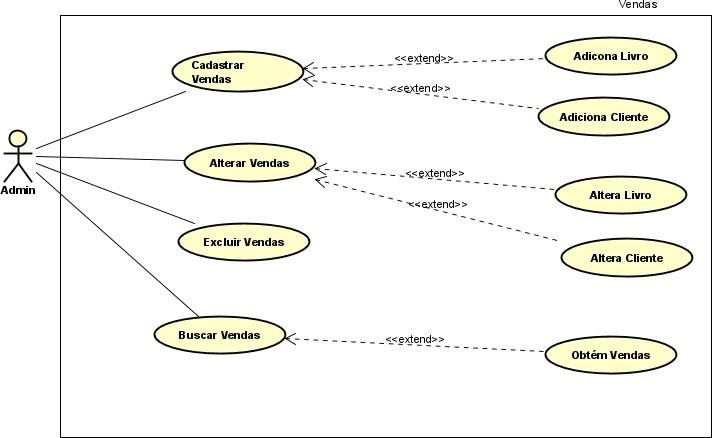 Vendas
Cadastrar
Vendas
<<extend>>
Adicona Livro
<<extend>>
Adiciona Cliente
Admin
Alterar Vendas
<<extend>>
Altera Livro
<<extend>>
Excluir Vendas
Altera Cliente
Buscar Vendas
<<extend>>
Obtém Vendas